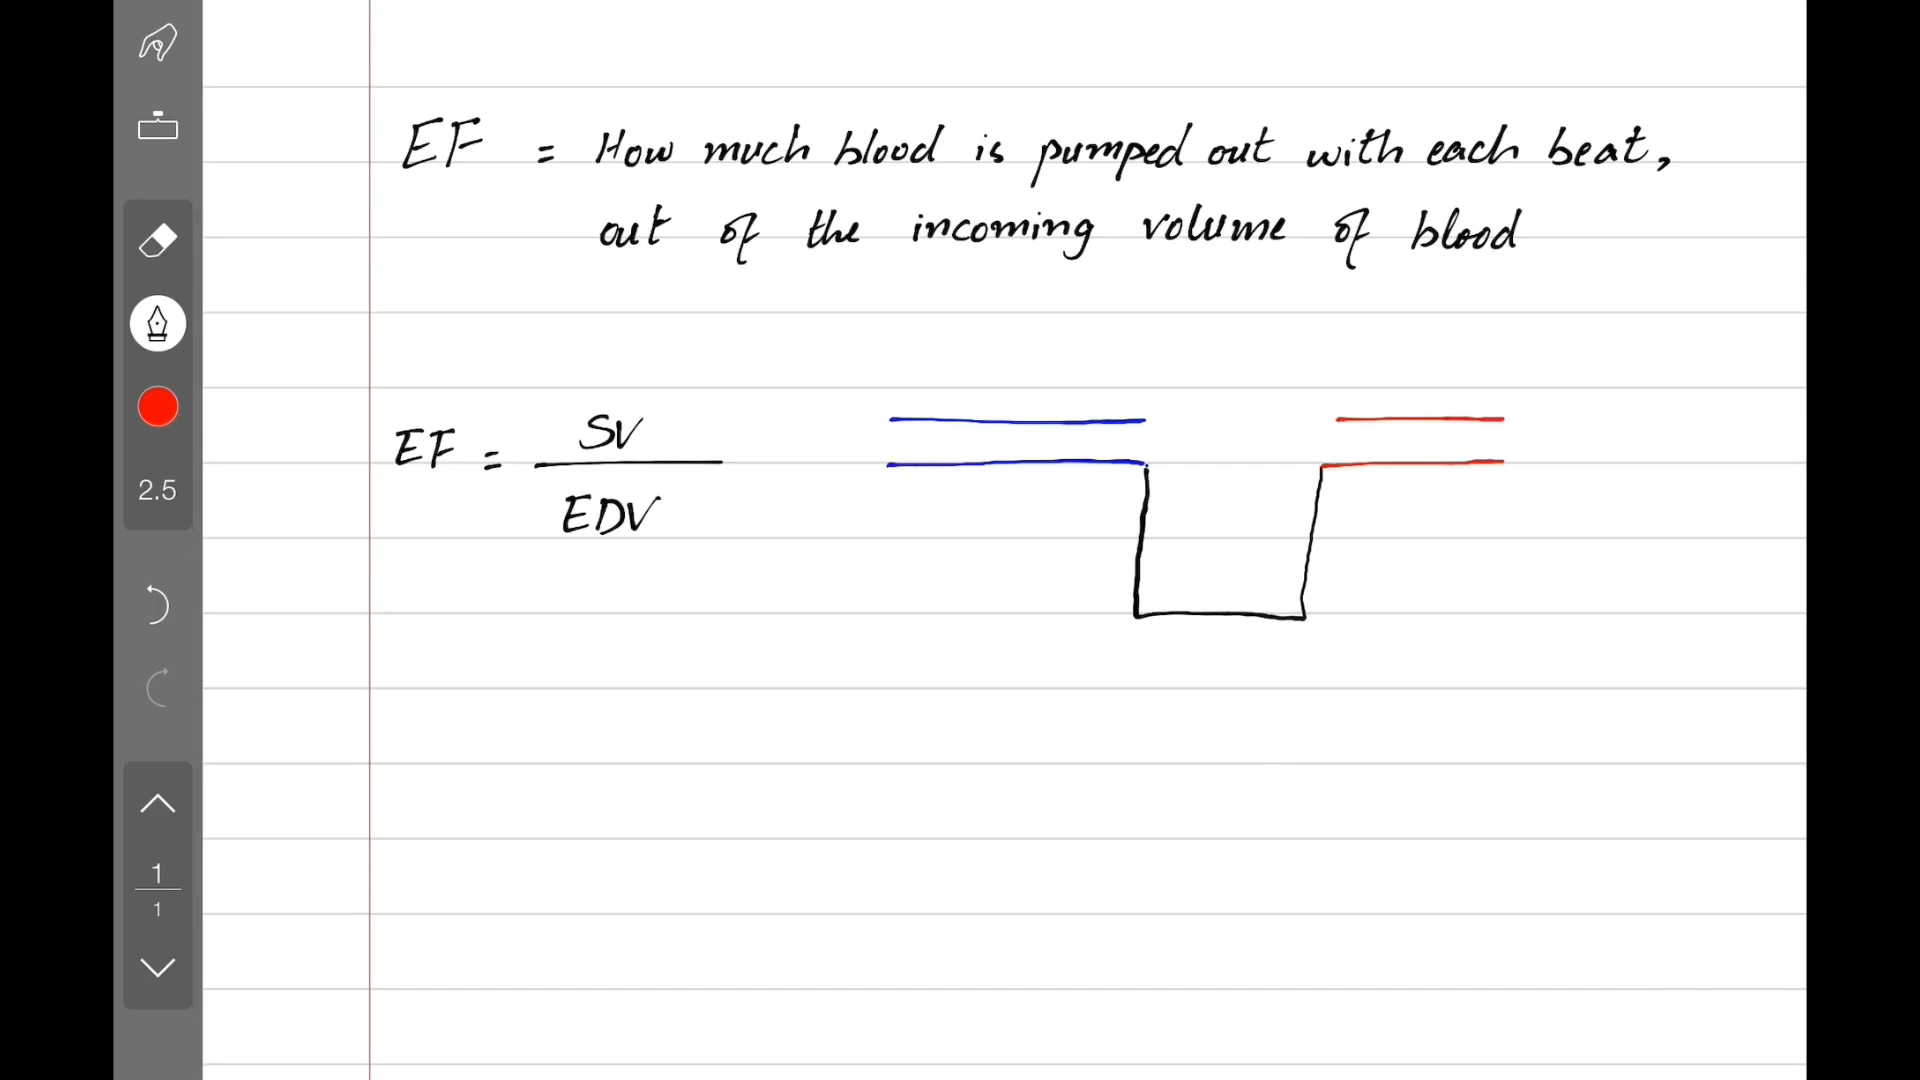 EF = How much blood is pumped out with each beat,
out of the incoming volume of blood
EF = SV
EDV
2.5
1
1